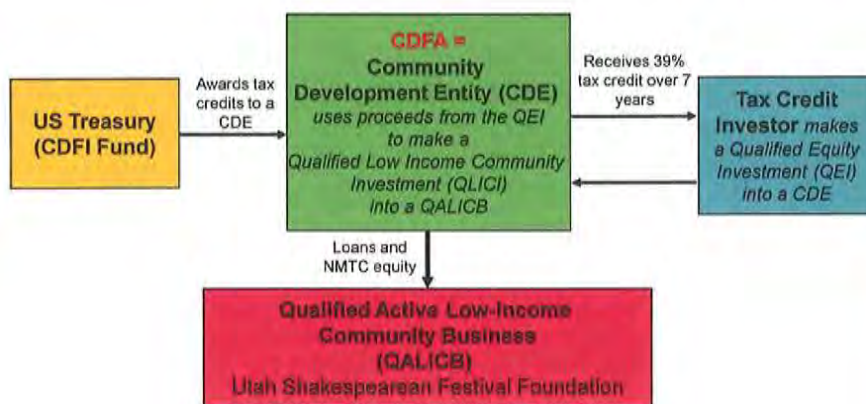 US Treasury
(CDFI Fund)
Awards tax
credits to a
CDE
CDFA =
Community
Development Entity (CDE)
uses proceeds from the QEI
to make a
Qualified Low Income Community
Investment (QLICI)
into a QALICB
Receives 39%
tax credit over 7
years
Tax Credit
Investor makes
a Qualified Equity
Investment (QEI)
into a CDE
Loans and
NMTC equity
Qualified Active Low-Income
Community Business
(QALICB)
Utah Shakespearean Festival Foundation